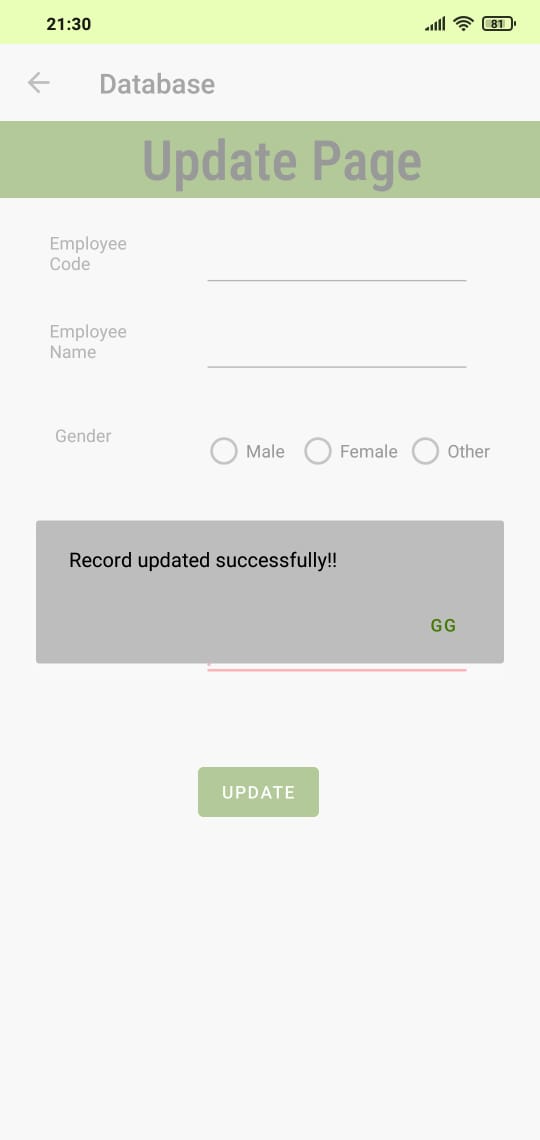 21:30
81
Database
Update Page
Employee
Code
Employee
Name
Gender
Male
Female
Other
Record updated successfully!!
GG
UPDATE